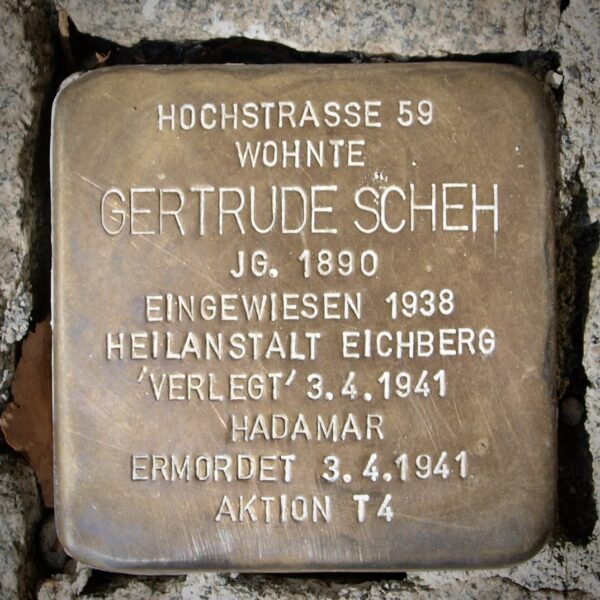 HOCHSTRASSE 59
WOHNTE
GERTRUDE SCHEH
JG. 1890
EINGEWIESEN 1938
HEILANSTALT EICHBERG
'VERLEGT' 3.4.1941
HADAMAR
ERMORDET 3.4.1941
AKTION T4